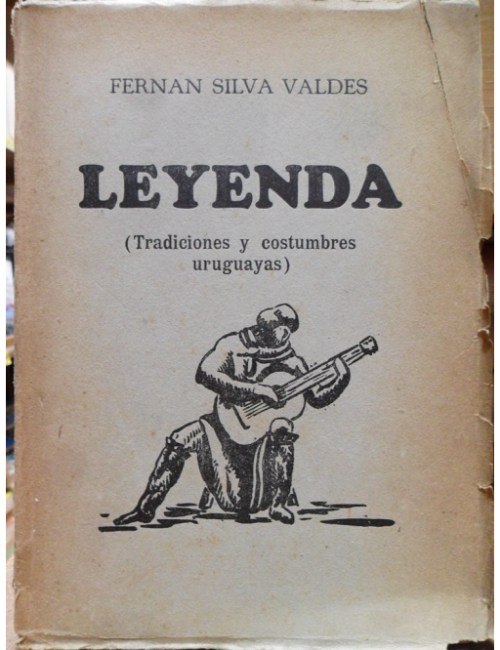 FERNAN SILVA VALDES
LEYENDA
(Tradiciones y costumbres
uruguayas)